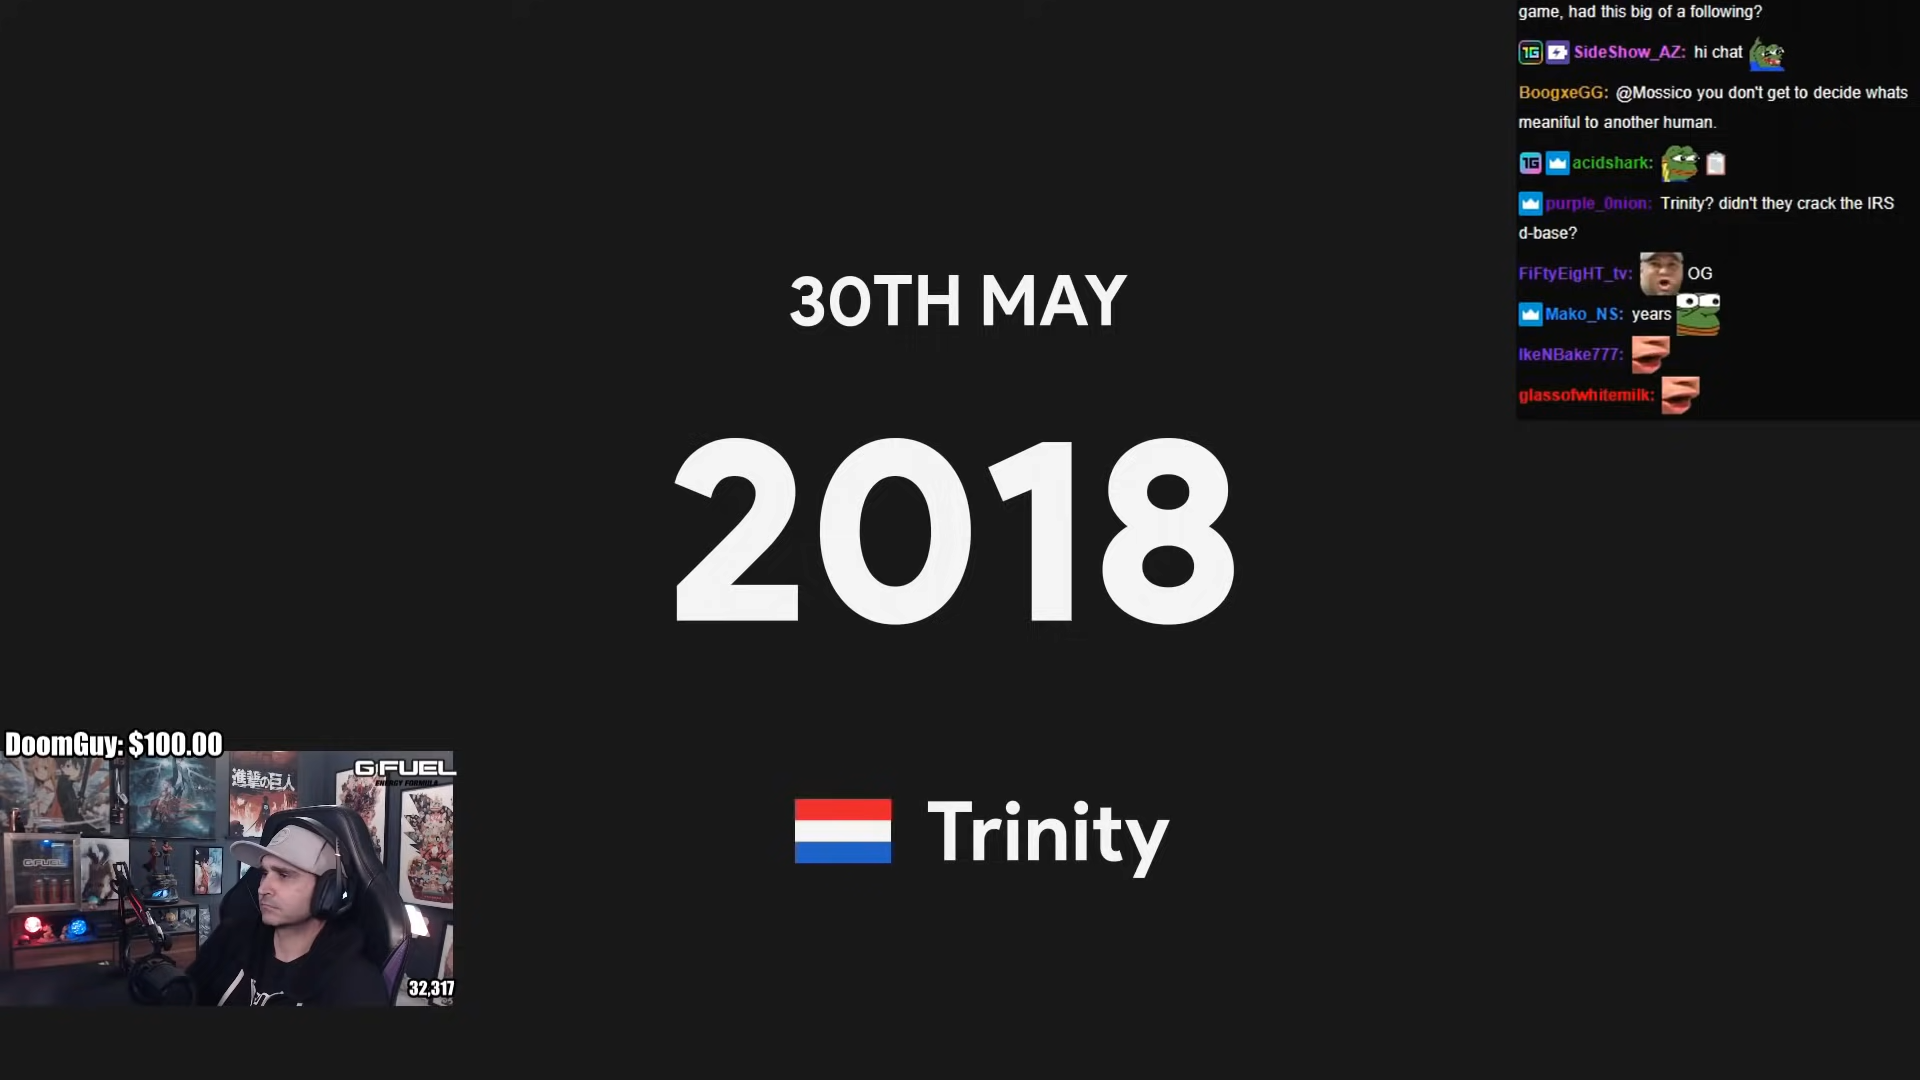 game, had this big of a following?
SideShow_AZ: hi chat
BoogxeGG: @Mossico you don't get to decide whats
meaniful to another human.
acidshark:
purple_0nion: Trinity? didn't they crack the IRS
d-base?
FiFtyEigHT_tv: OG
Mako_NS: years
IkeNBake777:
glassofwhitemilk:
30TH MAY
2018
Trinity
DoomGuy: $100.00
G FUEL
ENERGY FORMULA
進撃の巨人
G FUEL
32,317